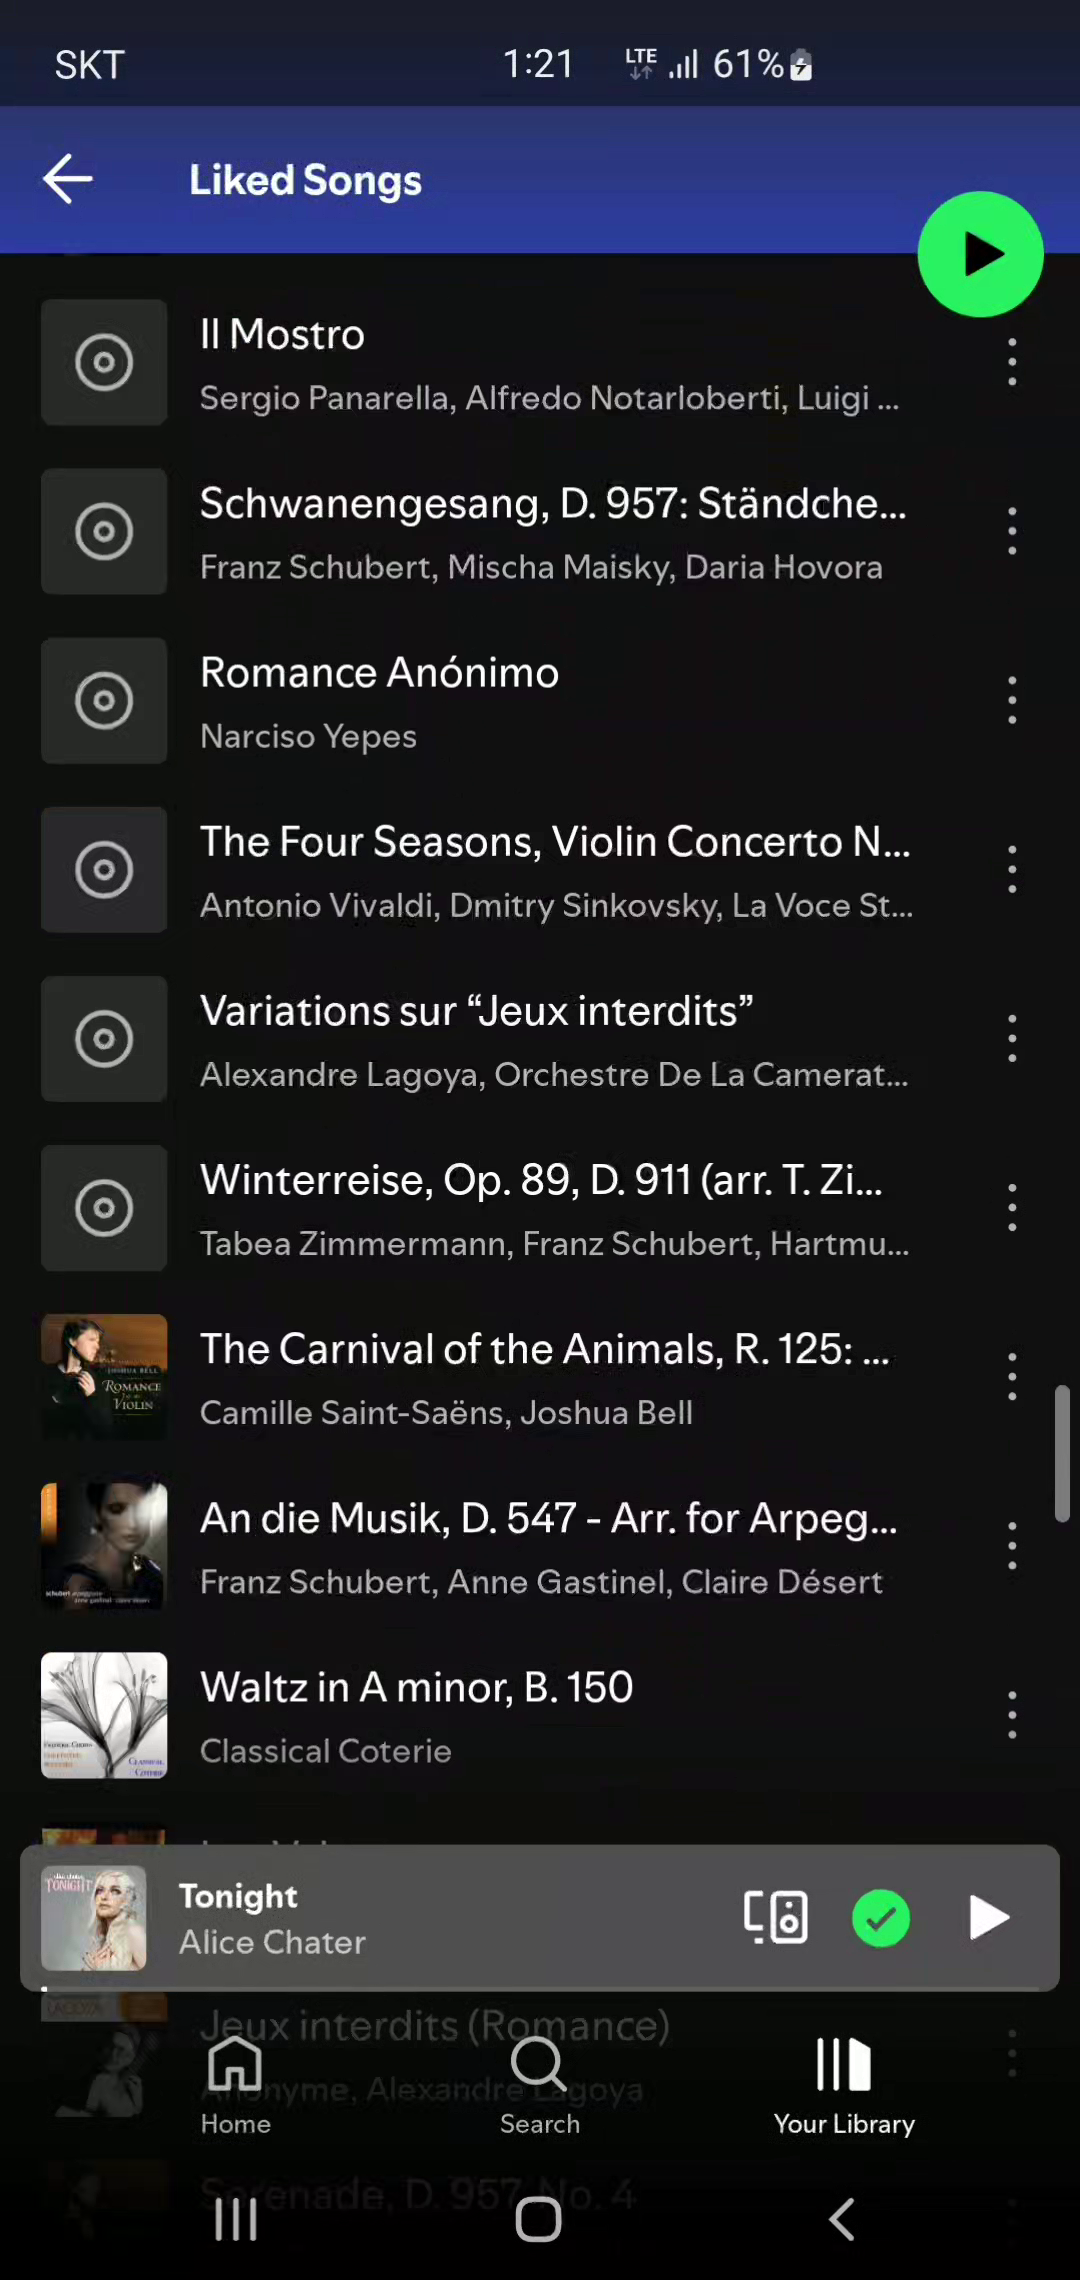 SKT 1:21 LTE 61%
Liked Songs
Il Mostro
Sergio Panarella, Alfredo Notarloberti, Luigi ...
Schwanengesang, D. 957: Ständche...
Franz Schubert, Mischa Maisky, Daria Hovora
Romance Anónimo
Narciso Yepes
The Four Seasons, Violin Concerto N...
Antonio Vivaldi, Dmitry Sinkovsky, La Voce St...
Variations sur “Jeux interdits”
Alexandre Lagoya, Orchestre De La Camerat...
Winterreise, Op. 89, D. 911 (arr. T. Zi...
Tabea Zimmermann, Franz Schubert, Hartmu...
JOSHUA BELL
ROMANCE
VIOLIN
The Carnival of the Animals, R. 125: ...
Camille Saint-Saëns, Joshua Bell
An die Musik, D. 547 - Arr. for Arpeg...
Franz Schubert, Anne Gastinel, Claire Désert
Waltz in A minor, B. 150
Classical Coterie
CLASSICAL
COTERIE
TONIGHT
Tonight
Alice Chater
Jeux interdits (Romance)
Anonyme, Alexandre Lagoya
Home Search Your Library
Serenade, D. 957, No. 4